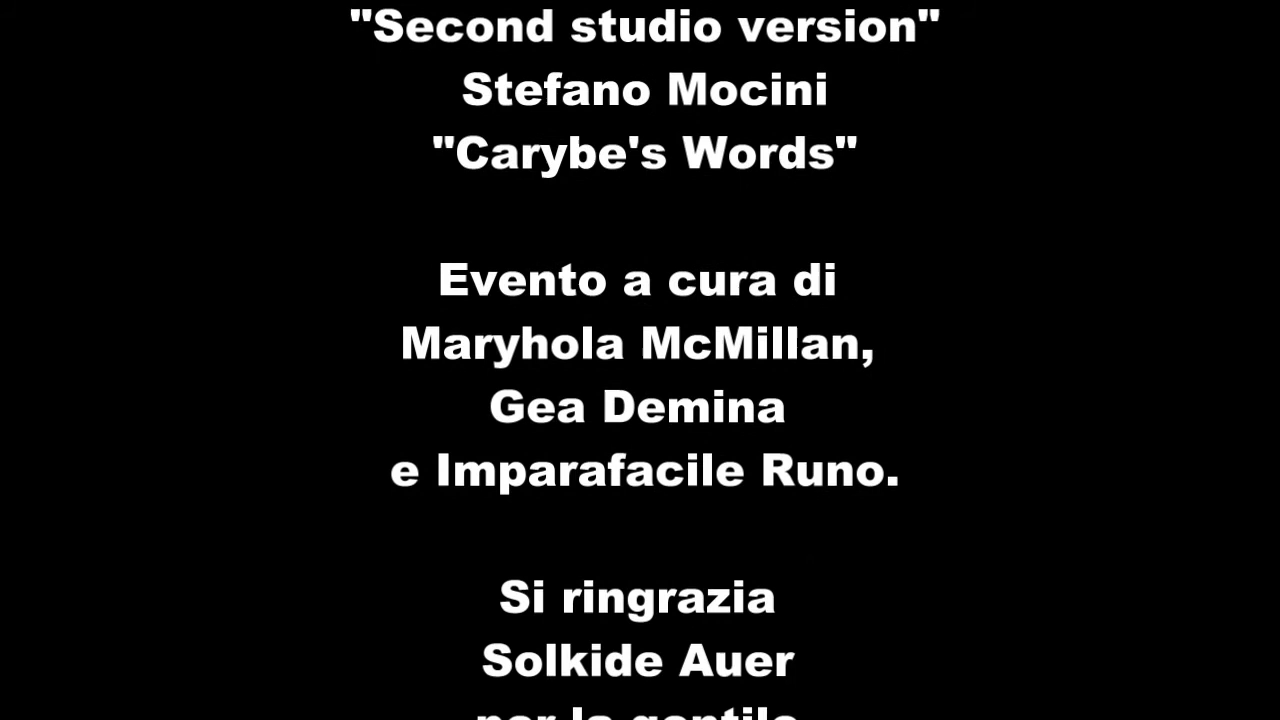 "Second studio version"
Stefano Mocini
"Carybe's Words"
Evento a cura di
Maryhola McMillan,
Gea Demina
e Imparafacile Runo.
Si ringrazia
Solkide Auer
per la gentile